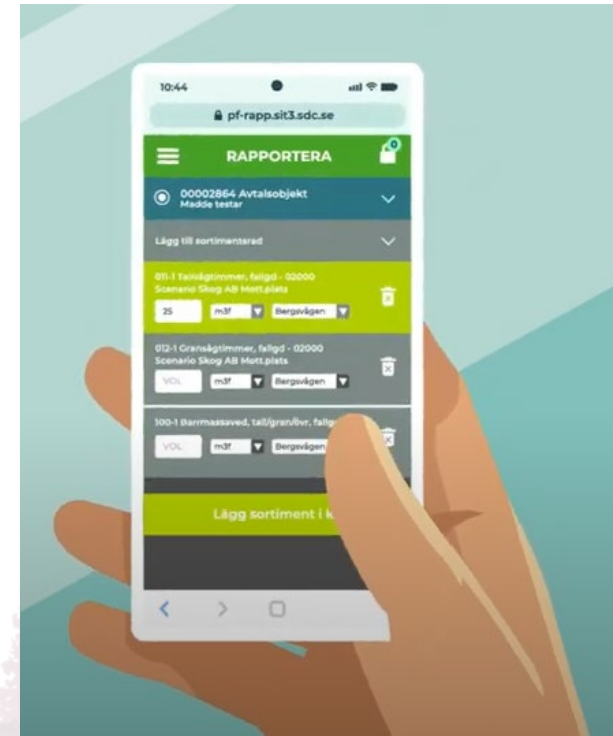 10:44
pf-rapp.sit3.sdc.se
RAPPORTERA
0
00002864 Avtalsobjekt
Madde testar
Lägg till sortimentsrad
011-1 Tallsågtimmer, fallgd - 02000
Scenario Skog AB Mott.plats
25 m3f Bergsvägen
012-1 Gransågtimmer, fallgd - 02000
Scenario Skog AB Mott.plats
VOL m3f Bergsvägen
100-1 Barrmassaved, tall/gran/övr, fallg
VOL m3f Bergsvägen
Lägg sortiment i k